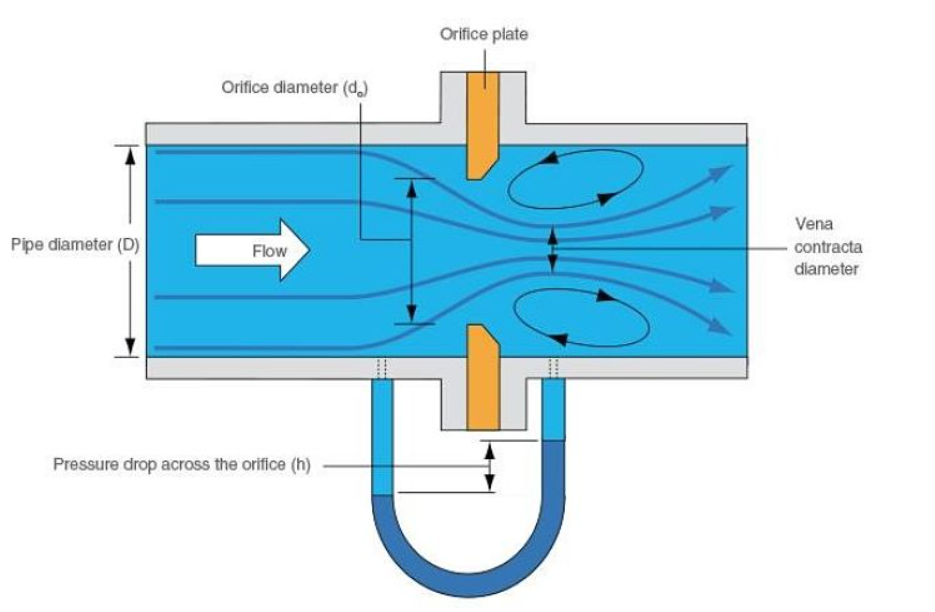 Orifice plate
Orifice diameter (dₒ)
Pipe diameter (D)
Flow
Vena
contracta
diameter
Pressure drop across the orifice (h)